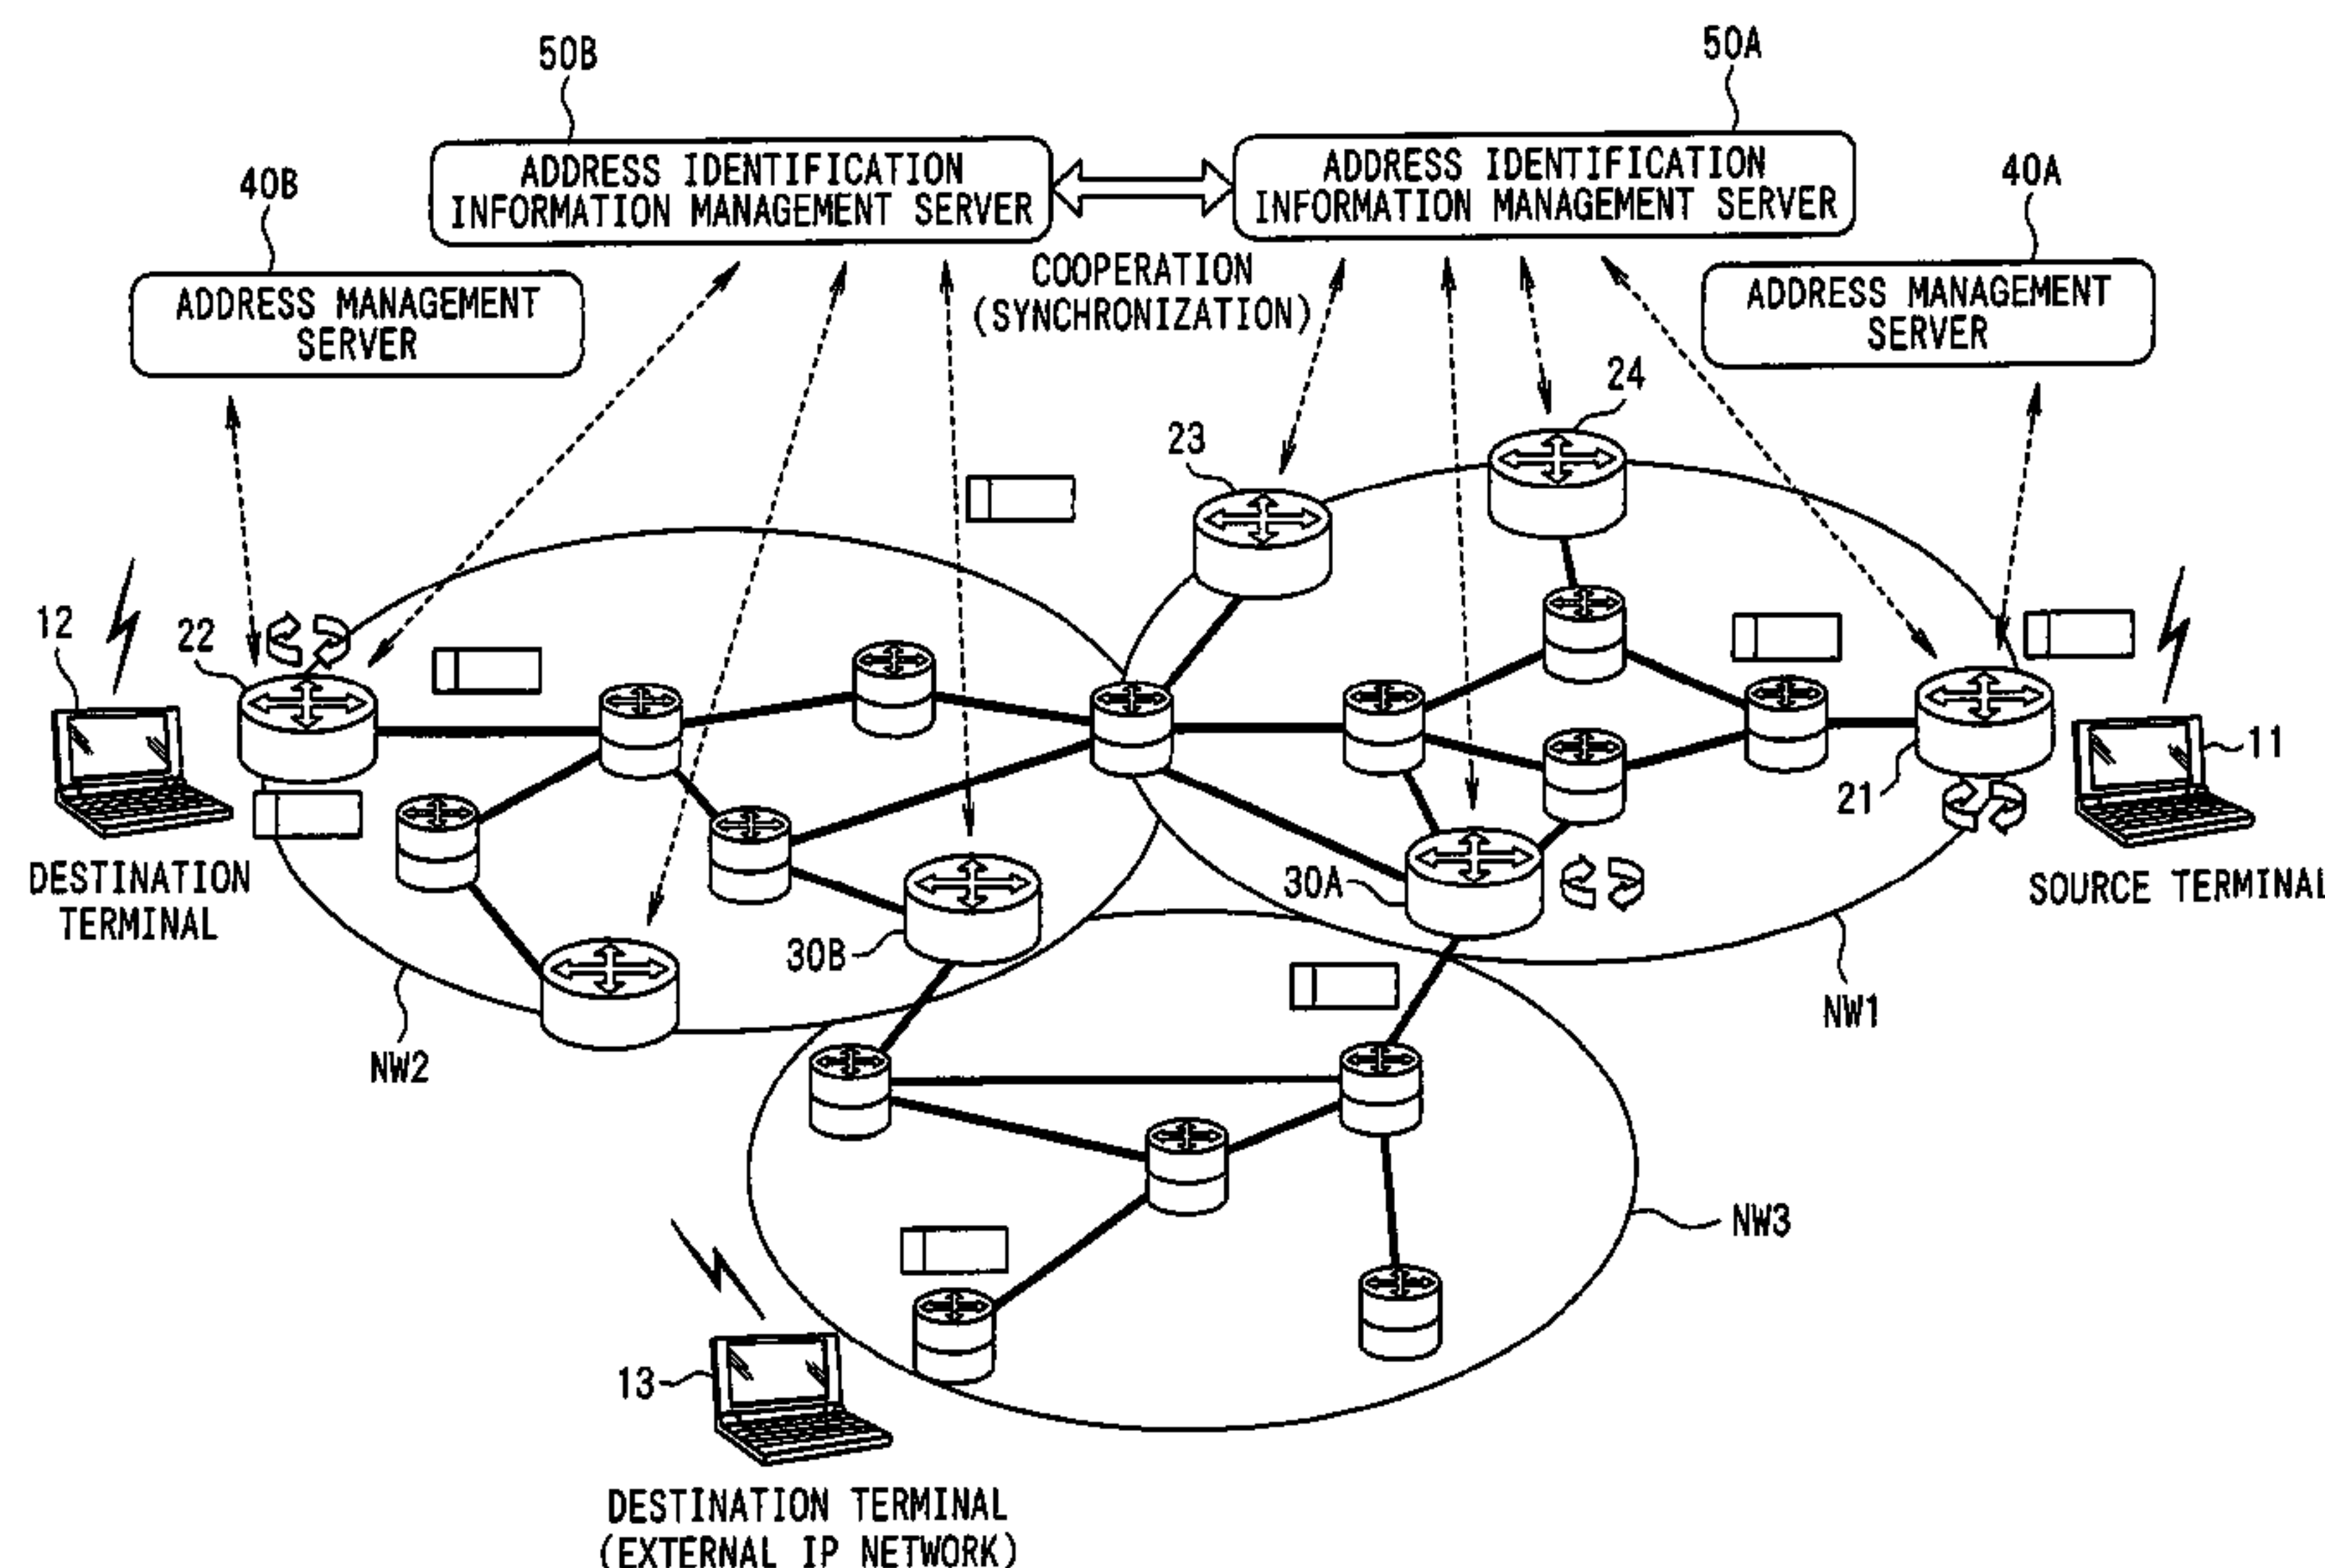 50B
50A
ADDRESS IDENTIFICATION
INFORMATION MANAGEMENT SERVER
ADDRESS IDENTIFICATION
INFORMATION MANAGEMENT SERVER
40B
40A
COOPERATION
(SYNCHRONIZATION)
ADDRESS MANAGEMENT
SERVER
ADDRESS MANAGEMENT
SERVER
24
23
12
22
11
21
DESTINATION
TERMINAL
30A
SOURCE TERMINAL
30B
NW1
NW2
NW3
13
DESTINATION TERMINAL
(EXTERNAL IP NETWORK)